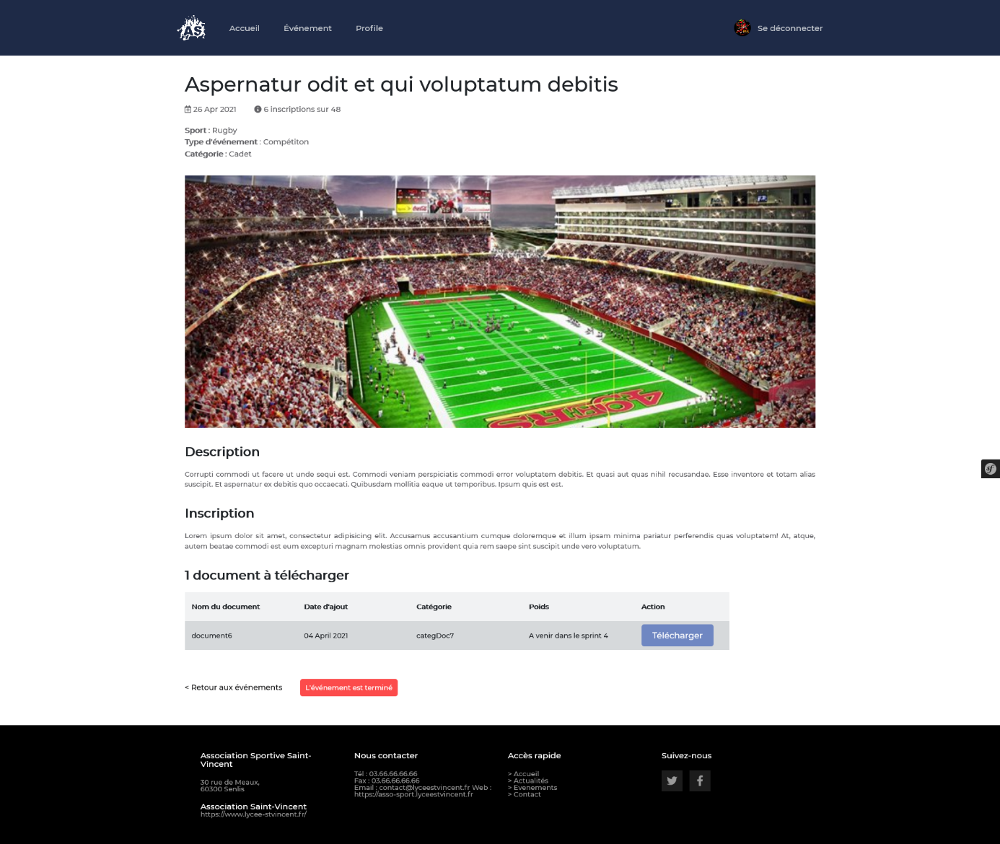 AS
Accueil Événement Profile Se déconnecter
Aspernatur odit et qui voluptatum debitis
26 Apr 2021 6 inscriptions sur 48
Sport : Rugby
Type d'événement : Compétiton
Catégorie : Cadet
49ERS
Description
Corrupti commodi ut facere ut unde sequi est. Commodi veniam perspiciatis commodi error voluptatem debitis. Et quasi aut quas nihil recusandae. Esse inventore et totam alias
suscipit. Et aspernatur ex debitis quo occaecati. Quibusdam mollitia eaque ut temporibus. Ipsum quis est est.
Inscription
Lorem ipsum dolor sit amet, consectetur adipisicing elit. Accusamus accusantium cumque doloremque et illum ipsam minima pariatur perferendis quas voluptatem! At, atque,
autem beatae commodi est eum excepturi magnam molestias omnis provident quia rem saepe sint suscipit unde vero voluptatum.
1 document à télécharger
Nom du document Date d'ajout Catégorie Poids Action
document6 04 April 2021 categDoc7 A venir dans le sprint 4 Télécharger
< Retour aux événements L'événement est terminé
Association Sportive Saint-
Vincent
30 rue de Meaux,
60300 Senlis
Association Saint-Vincent
https://www.lycee-stvincent.fr/
Nous contacter
Tél : 03.66.66.66.66
Fax : 03.66.66.66.66
Email : contact@lyceestvincent.fr Web :
https://asso-sport.lyceestvincent.fr
Accès rapide
> Accueil
> Actualités
> Evenements
> Contact
Suivez-nous